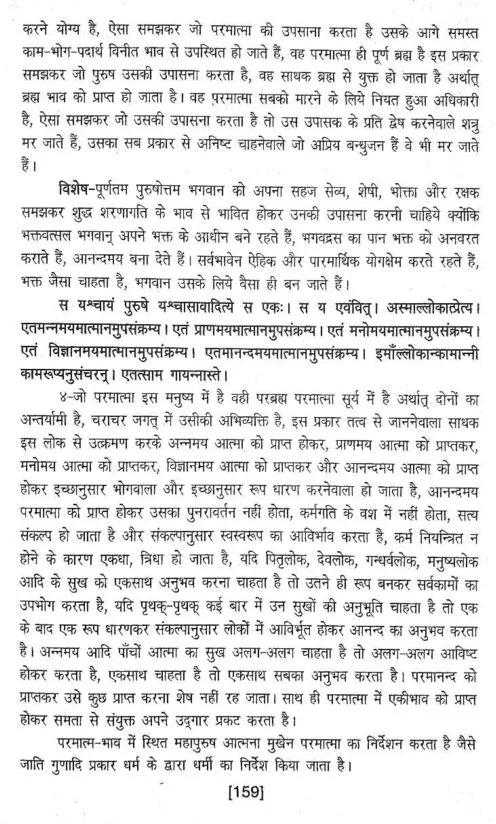 करने योग्य है, ऐसा समझकर जो परमात्मा की उपासना करता है उसके आगे समस्त
काम-भोग-पदार्थ विनीत भाव से उपस्थित हो जाते हैं, वह परमात्मा ही पूर्ण ब्रह्म है इस प्रकार
समझकर जो पुरुष उसकी उपासना करता है, वह साधक ब्रह्म से युक्त हो जाता है अर्थात्
ब्रह्म भाव को प्राप्त हो जाता है। वह परमात्मा सबको मारने के लिये नियत हुआ अधिकारी
है, ऐसा समझकर जो उसकी उपासना करता है तो उस उपासक के प्रति द्वेष करनेवाले शत्रु
मर जाते हैं, उसका सब प्रकार से अनिष्ट चाहनेवाले जो अप्रिय बन्धुजन हैं वे भी मर जाते
हैं।
विशेष-पूर्णतम पुरुषोत्तम भगवान को अपना सहज सेव्य, शेषी, भोक्ता और रक्षक
समझकर शुद्ध शरणागति के भाव से भावित होकर उनकी उपासना करनी चाहिये क्योंकि
भक्तवत्सल भगवान् अपने भक्त के आधीन बने रहते हैं, भगवद्रस का पान भक्त को अनवरत
कराते हैं, आनन्दमय बना देते हैं। सर्वभावेन ऐहिक और पारमार्थिक योगक्षेम करते रहते हैं,
भक्त जैसा चाहता है, भगवान उसके लिये वैसा ही बन जाते हैं।
स यश्चायं पुरुषे यश्चासावादित्ये स एकः। स य एवंवित्। अस्माल्लोकात्प्रेत्य।
एतमन्नमयमात्मानमुपसंक्रम्य। एतं प्राणमयमात्मानमुपसंक्रम्य। एतं मनोमयमात्मानमुपसंक्रम्य।
एतं विज्ञानमयमात्मानमुपसंक्रम्य। एतमानन्दमयमात्मानमुपसंक्रम्य। इमाँल्लोकान्कामान्नी
कामरूप्यनुसंचरन्। एतत्साम गायन्नास्ते।
४-जो परमात्मा इस मनुष्य में है वही परब्रह्म परमात्मा सूर्य में है अर्थात् दोनों का
अन्तर्यामी है, चराचर जगत् में उसीकी अभिव्यक्ति है, इस प्रकार तत्व से जाननेवाला साधक
इस लोक से उत्क्रमण करके अन्नमय आत्मा को प्राप्त होकर, प्राणमय आत्मा को प्राप्तकर,
मनोमय आत्मा को प्राप्तकर, विज्ञानमय आत्मा को प्राप्तकर और आनन्दमय आत्मा को प्राप्त
होकर इच्छानुसार भोगवाला और इच्छानुसार रूप धारण करनेवाला हो जाता है, आनन्दमय
परमात्मा को प्राप्त होकर उसका पुनरावर्तन नहीं होता, कर्मगति के वश में नहीं होता, सत्य
संकल्प हो जाता है और संकल्पानुसार स्वस्वरूप का आविर्भाव करता है, कर्म नियन्त्रित न
होने के कारण एकधा, त्रिधा हो जाता है, यदि पितृलोक, देवलोक, गन्धर्वलोक, मनुष्यलोक
आदि के सुख को एकसाथ अनुभव करना चाहता है तो उतने ही रूप बनकर सर्वकामों का
उपभोग करता है, यदि पृथक्-पृथक् कई बार में उन सुखों की अनुभूति चाहता है तो एक
के बाद एक रूप धारणकर संकल्पानुसार लोकों में आविर्भूत होकर आनन्द का अनुभव करता
है। अन्नमय आदि पाँचों आत्मा का सुख अलग-अलग चाहता है तो अलग-अलग आविष्ट
होकर करता है, एकसाथ चाहता है तो एकसाथ सबका अनुभव करता है। परमानन्द को
प्राप्तकर उसे कुछ प्राप्त करना शेष नहीं रह जाता। साथ ही परमात्मा में एकीभाव को प्राप्त
होकर समता से संयुक्त अपने उद्गार प्रकट करता है।
परमात्म-भाव में स्थित महापुरुष आत्मना मुखेन परमात्मा का निर्देशन करता है जैसे
जाति गुणादि प्रकार धर्म के द्वारा धर्मी का निर्देश किया जाता है।
[159]